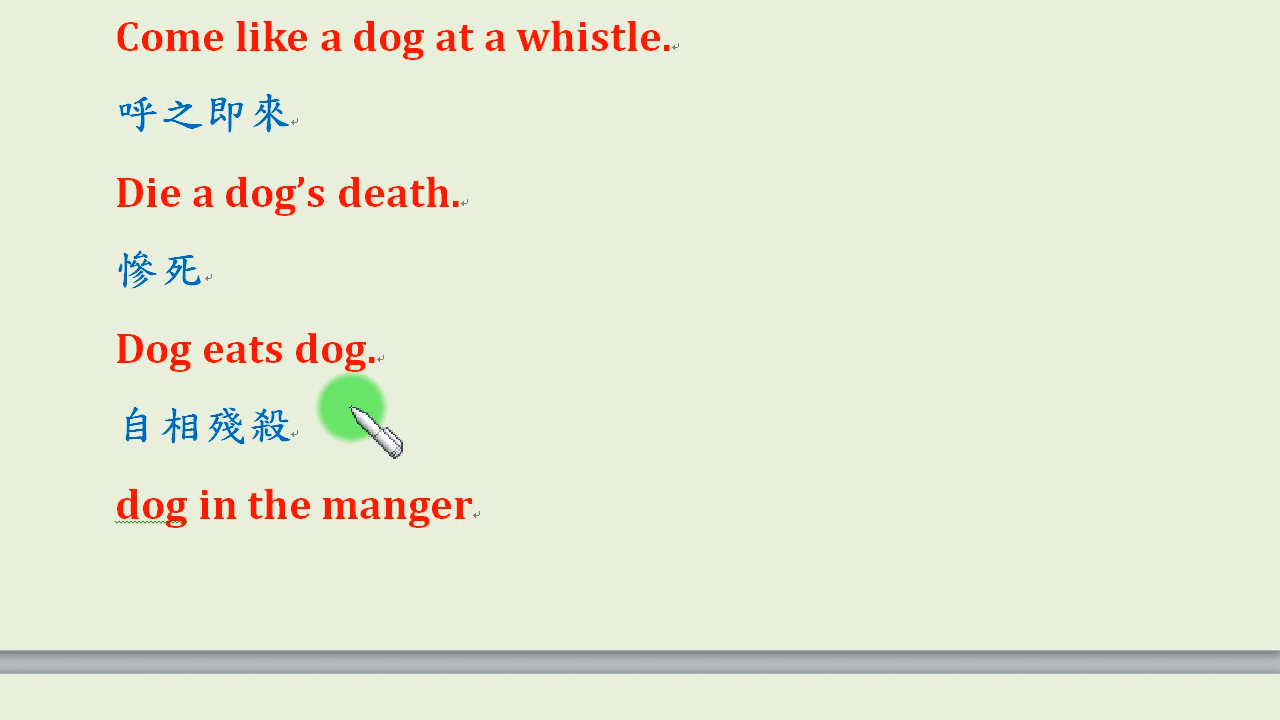 Come like a dog at a whistle.
呼之即來
Die a dog’s death.
慘死
Dog eats dog.
自相殘殺
dog in the manger